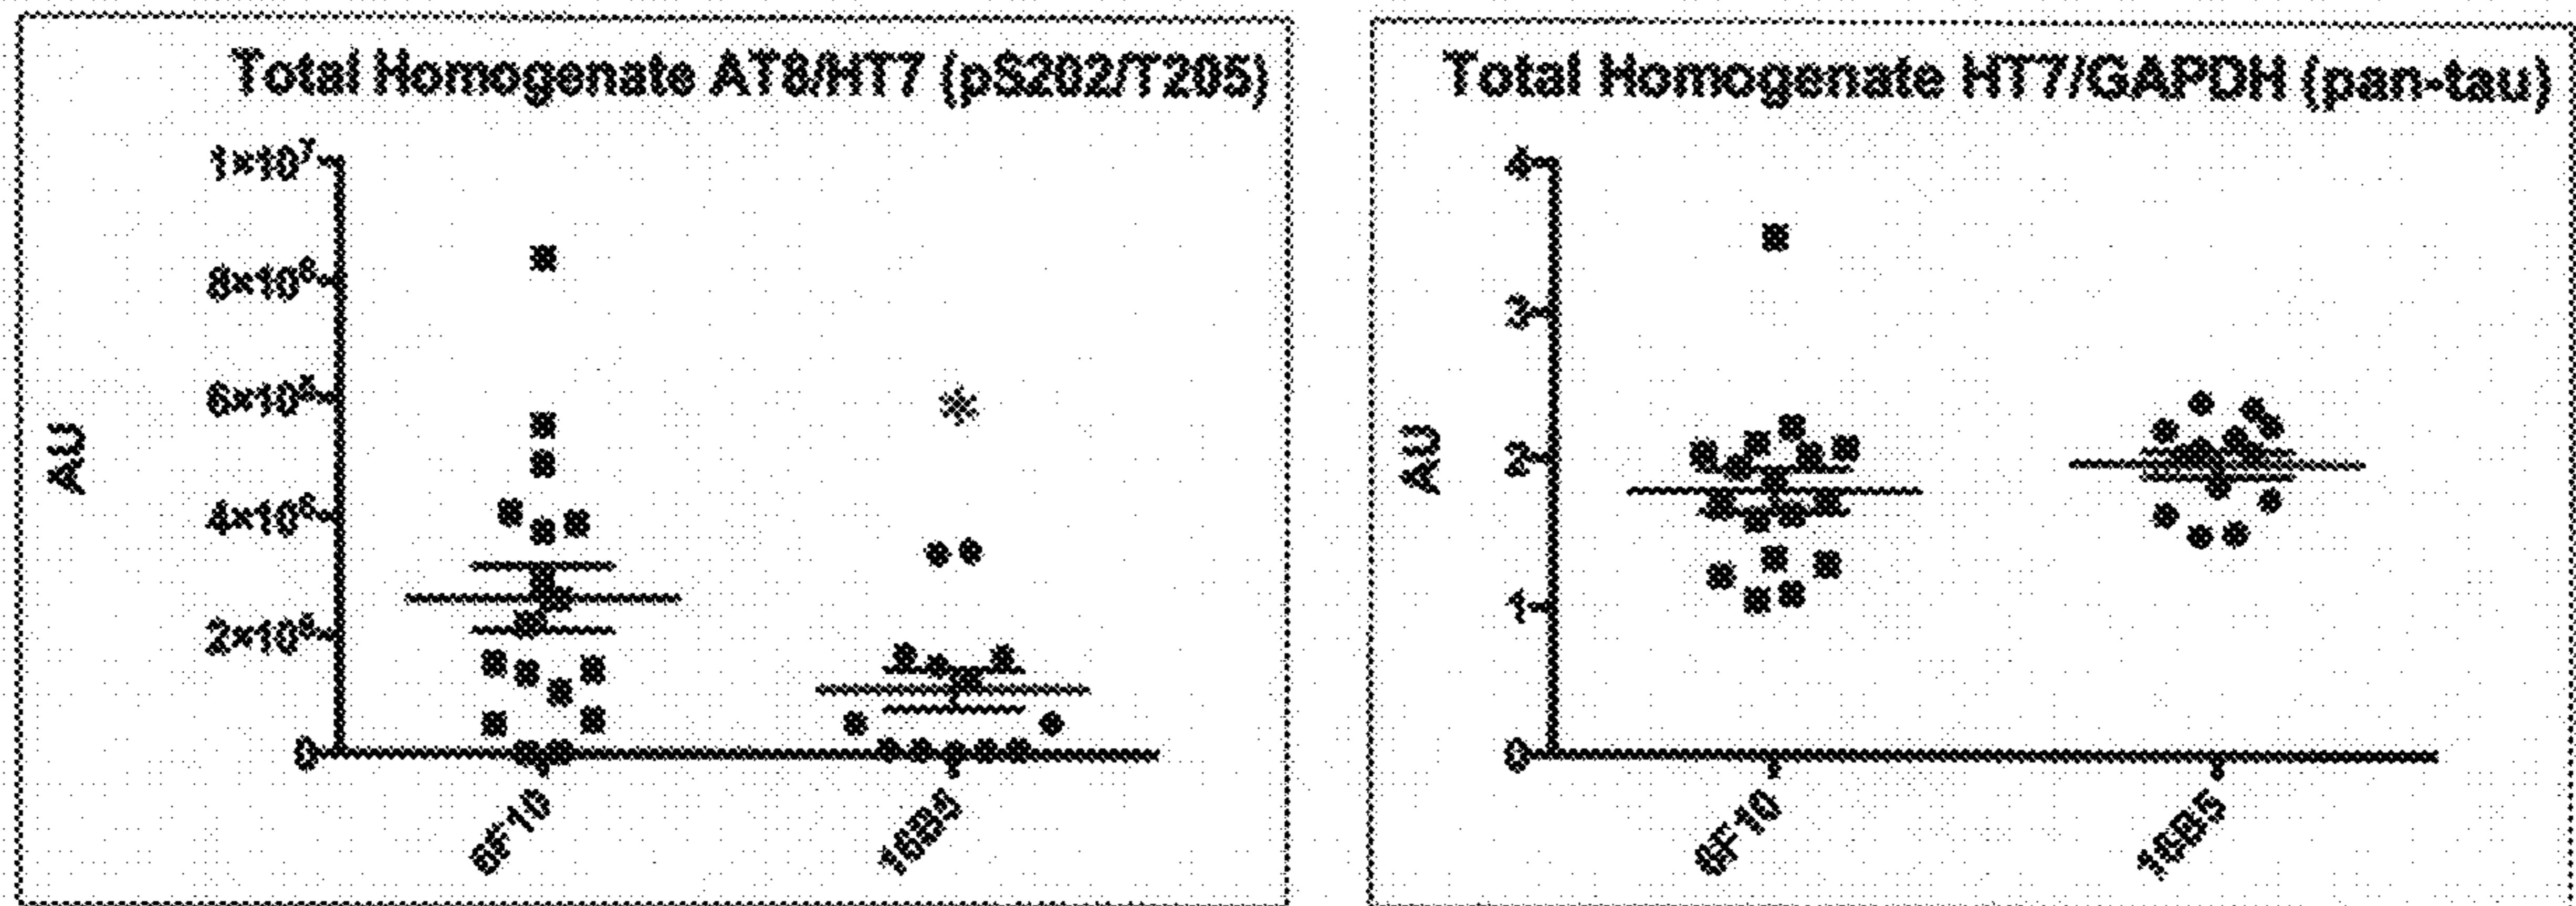 Total Homogenate AT8/HT7 (pS202/T205)
1×10⁷
8×10⁶
6×10⁶
4×10⁶
2×10⁶
0
AU
6F10
16B5
*
Total Homogenate HT7/GAPDH (pan-tau)
4
3
2
1
0
AU
6F10
16B5